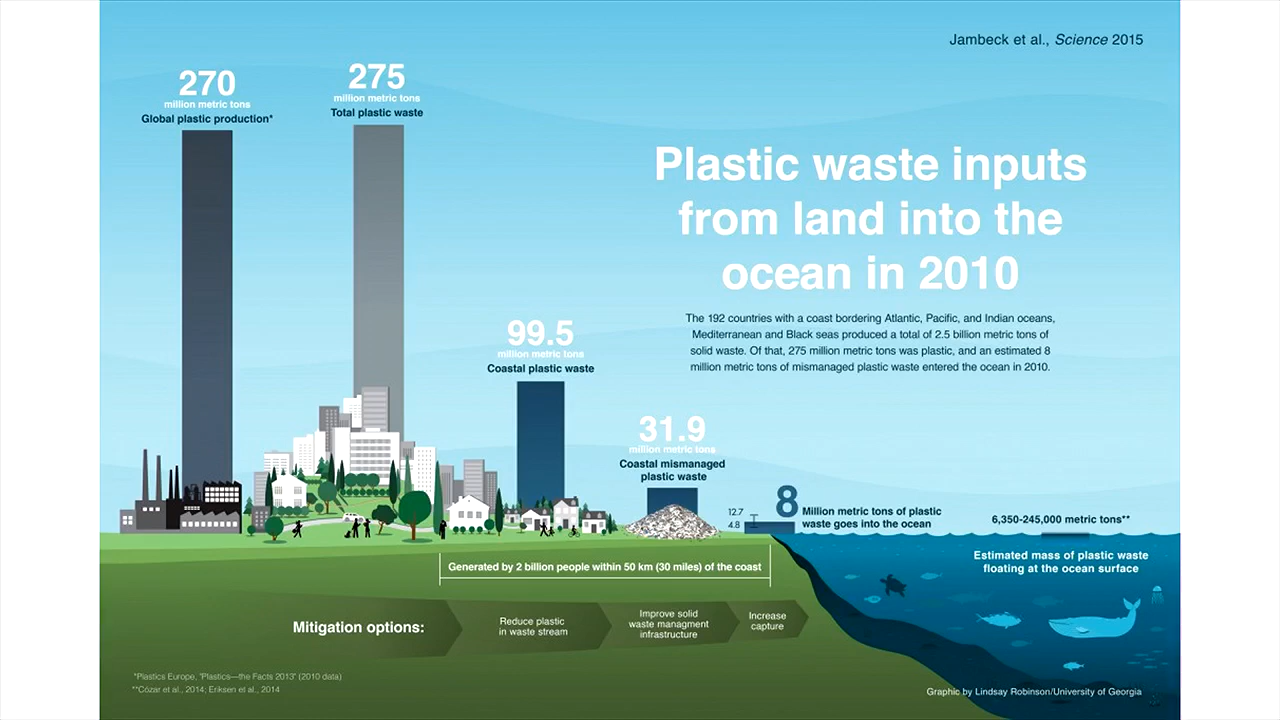 Jambeck et al., Science 2015
270
million metric tons
Global plastic production*
275
million metric tons
Total plastic waste
Plastic waste inputs
from land into the
ocean in 2010
The 192 countries with a coast bordering Atlantic, Pacific, and Indian oceans,
Mediterranean and Black seas produced a total of 2.5 billion metric tons of
solid waste. Of that, 275 million metric tons was plastic, and an estimated 8
million metric tons of mismanaged plastic waste entered the ocean in 2010.
99.5
million metric tons
Coastal plastic waste
31.9
million metric tons
Coastal mismanaged
plastic waste
12.7
4.8
8
Million metric tons of plastic
waste goes into the ocean
6,350-245,000 metric tons**
Estimated mass of plastic waste
floating at the ocean surface
Generated by 2 billion people within 50 km (30 miles) of the coast
Mitigation options:
Reduce plastic
in waste stream
Improve solid
waste managment
infrastructure
Increase
capture
*Plastics Europe, "Plastics—the Facts 2013" (2010 data)
**Cózar et al., 2014; Eriksen et al., 2014
Graphic by Lindsay Robinson/University of Georgia